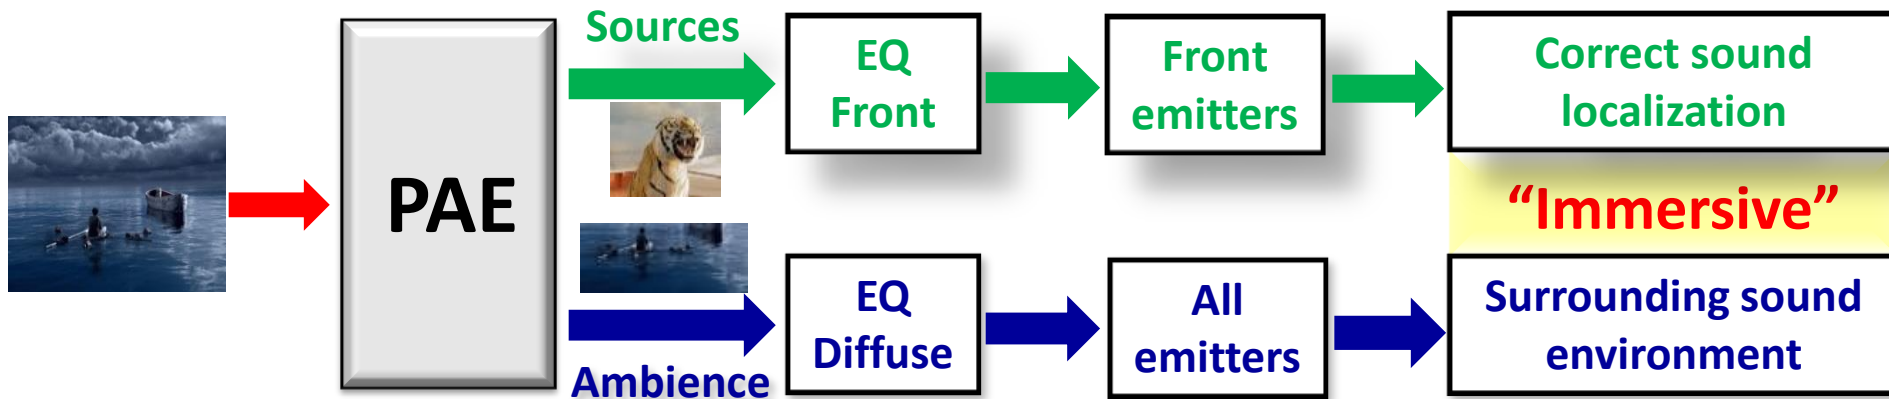 PAE
Sources
EQ
Front
Front
emitters
Correct sound
localization
“Immersive”
Ambience
EQ
Diffuse
All
emitters
Surrounding sound
environment